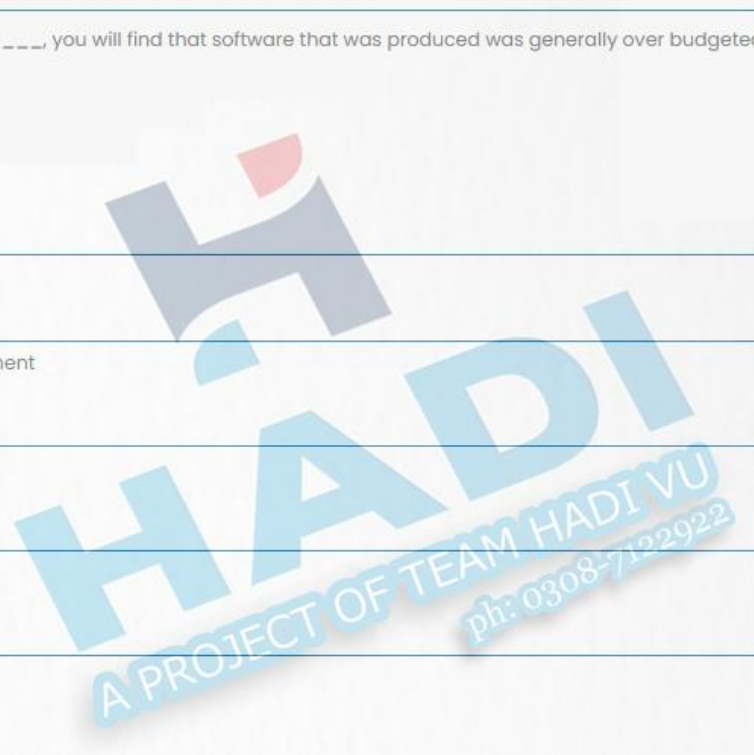 ___, you will find that software that was produced was generally over budgeted
ment
HADI
A PROJECT OF TEAM HADI VU
ph: 0308-7122922